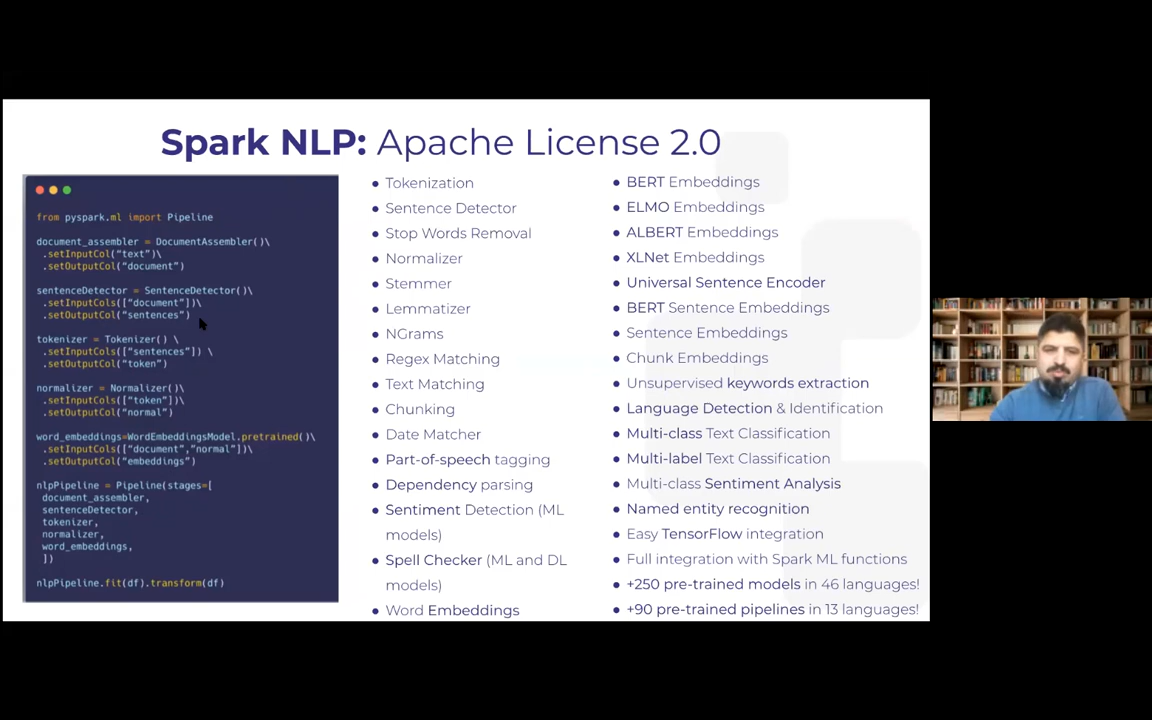 Spark NLP: Apache License 2.0
from pyspark.ml import Pipeline
document_assembler = DocumentAssembler()\
.setInputCol("text")\
.setOutputCol("document")
sentenceDetector = SentenceDetector()\
.setInputCols(["document"])\
.setOutputCol("sentences")
tokenizer = Tokenizer() \
.setInputCols(["sentences"]) \
.setOutputCol("token")
normalizer = Normalizer()\
.setInputCols(["token"])\
.setOutputCol("normal")
word_embeddings=WordEmbeddingsModel.pretrained()\
.setInputCols(["document","normal"])\
.setOutputCol("embeddings")
nlpPipeline = Pipeline(stages=[
document_assembler,
sentenceDetector,
tokenizer,
normalizer,
word_embeddings,
])
nlpPipeline.fit(df).transform(df)
• Tokenization
• Sentence Detector
• Stop Words Removal
• Normalizer
• Stemmer
• Lemmatizer
• NGrams
• Regex Matching
• Text Matching
• Chunking
• Date Matcher
• Part-of-speech tagging
• Dependency parsing
• Sentiment Detection (ML
models)
• Spell Checker (ML and DL
models)
• Word Embeddings
• BERT Embeddings
• ELMO Embeddings
• ALBERT Embeddings
• XLNet Embeddings
• Universal Sentence Encoder
• BERT Sentence Embeddings
• Sentence Embeddings
• Chunk Embeddings
• Unsupervised keywords extraction
• Language Detection & Identification
• Multi-class Text Classification
• Multi-label Text Classification
• Multi-class Sentiment Analysis
• Named entity recognition
• Easy TensorFlow integration
• Full integration with Spark ML functions
• +250 pre-trained models in 46 languages!
• +90 pre-trained pipelines in 13 languages!